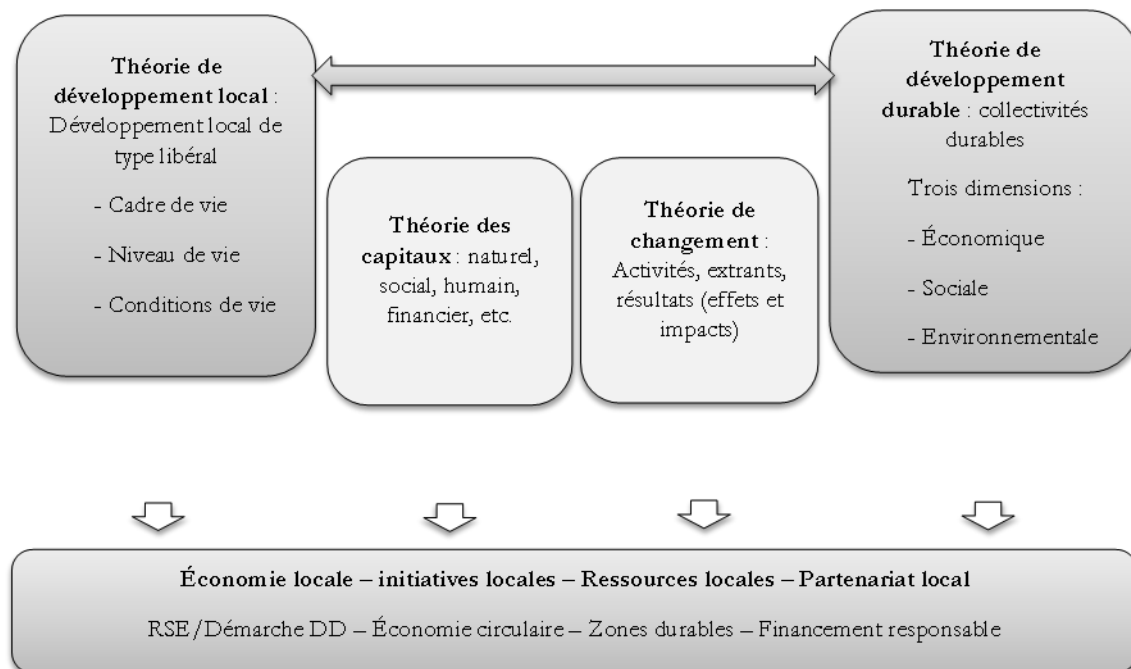 Théorie de
développement local :
Développement local de
type libéral
- Cadre de vie
- Niveau de vie
- Conditions de vie
Théorie des
capitaux : naturel,
social, humain,
financier, etc.
Théorie de
changement :
Activités, extrants,
résultats (effets et
impacts)
Théorie de
développement
durable : collectivités
durables
Trois dimensions :
- Économique
- Sociale
- Environnementale
Économie locale – initiatives locales – Ressources locales – Partenariat local
RSE/Démarche DD – Économie circulaire – Zones durables – Financement responsable